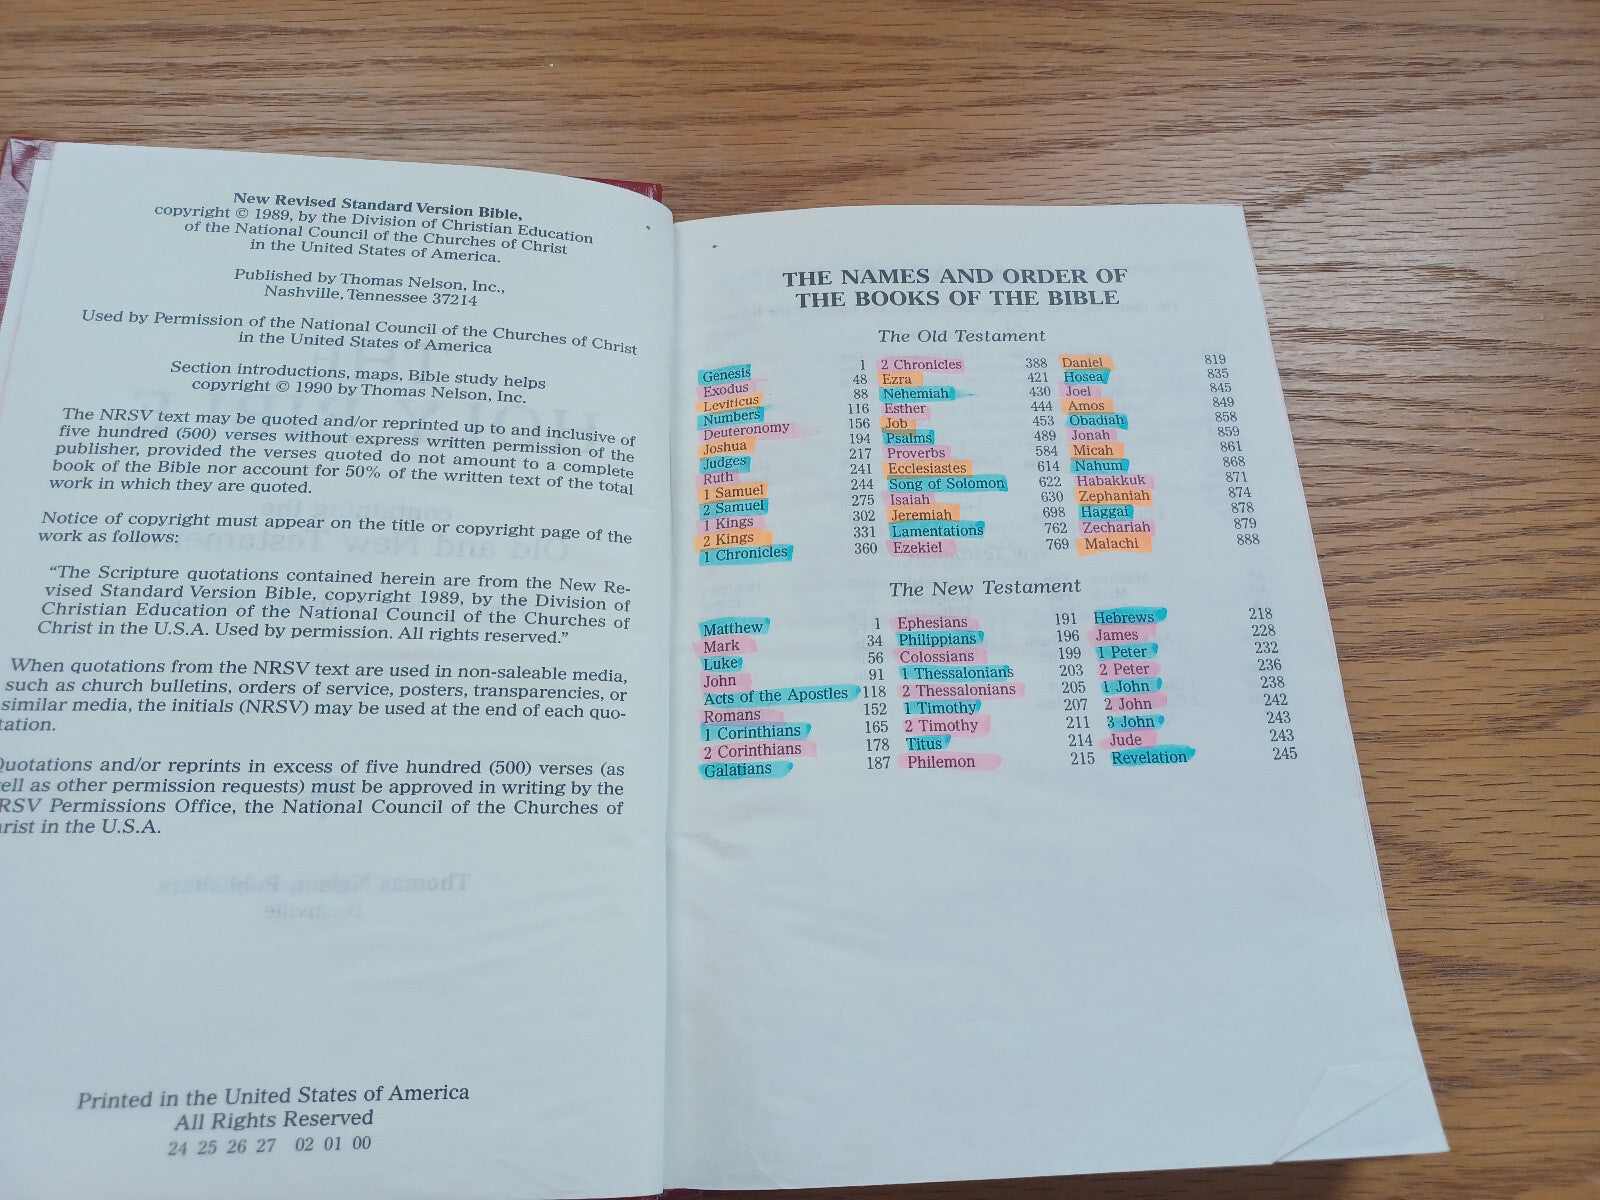 New Revised Standard Version Bible,
copyright © 1989, by the Division of Christian Education
of the National Council of the Churches of Christ
in the United States of America.
Published by Thomas Nelson, Inc.,
Nashville, Tennessee 37214
Used by Permission of the National Council of the Churches of Christ
in the United States of America
Section introductions, maps, Bible study helps
copyright © 1990 by Thomas Nelson, Inc.
The NRSV text may be quoted and/or reprinted up to and inclusive of
five hundred (500) verses without express written permission of the
publisher, provided the verses quoted do not amount to a complete
book of the Bible nor account for 50% of the written text of the total
work in which they are quoted.
Notice of copyright must appear on the title or copyright page of the
work as follows:
“The Scripture quotations contained herein are from the New Re-
vised Standard Version Bible, copyright 1989, by the Division of
Christian Education of the National Council of the Churches of
Christ in the U.S.A. Used by permission. All rights reserved.”
When quotations from the NRSV text are used in non-saleable media,
such as church bulletins, orders of service, posters, transparencies, or
similar media, the initials (NRSV) may be used at the end of each quo-
tation.
Quotations and/or reprints in excess of five hundred (500) verses (as
ell as other permission requests) must be approved in writing by the
RSV Permissions Office, the National Council of the Churches of
rist in the U.S.A.
Printed in the United States of America
All Rights Reserved
24 25 26 27 02 01 00
THE NAMES AND ORDER OF
THE BOOKS OF THE BIBLE
The Old Testament
Genesis 1 2 Chronicles 388 Daniel 819
Exodus 48 Ezra 421 Hosea 835
Leviticus 88 Nehemiah 430 Joel 845
Numbers 116 Esther 444 Amos 849
Deuteronomy 156 Job 453 Obadiah 858
Joshua 194 Psalms 489 Jonah 859
Judges 217 Proverbs 584 Micah 861
Ruth 241 Ecclesiastes 614 Nahum 868
1 Samuel 244 Song of Solomon 622 Habakkuk 871
2 Samuel 275 Isaiah 630 Zephaniah 874
1 Kings 302 Jeremiah 698 Haggai 878
2 Kings 331 Lamentations 762 Zechariah 879
1 Chronicles 360 Ezekiel 769 Malachi 888
The New Testament
Matthew 1 Ephesians 191 Hebrews 218
Mark 34 Philippians 196 James 228
Luke 56 Colossians 199 1 Peter 232
John 91 1 Thessalonians 203 2 Peter 236
Acts of the Apostles 118 2 Thessalonians 205 1 John 238
Romans 152 1 Timothy 207 2 John 242
1 Corinthians 165 2 Timothy 211 3 John 243
2 Corinthians 178 Titus 214 Jude 243
Galatians 187 Philemon 215 Revelation 245